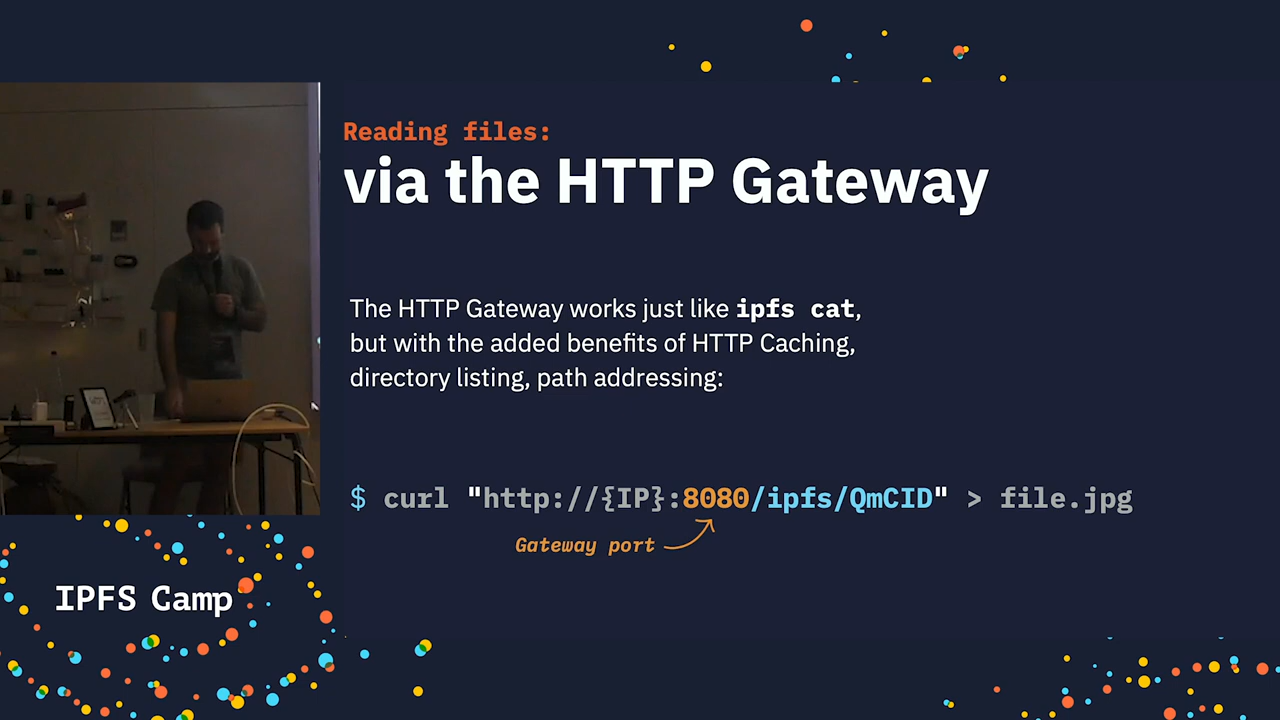 Reading files:
via the HTTP Gateway
The HTTP Gateway works just like ipfs cat,
but with the added benefits of HTTP Caching,
directory listing, path addressing:
$ curl "http://{IP}:8080/ipfs/QmCID" > file.jpg
Gateway port
IPFS Camp